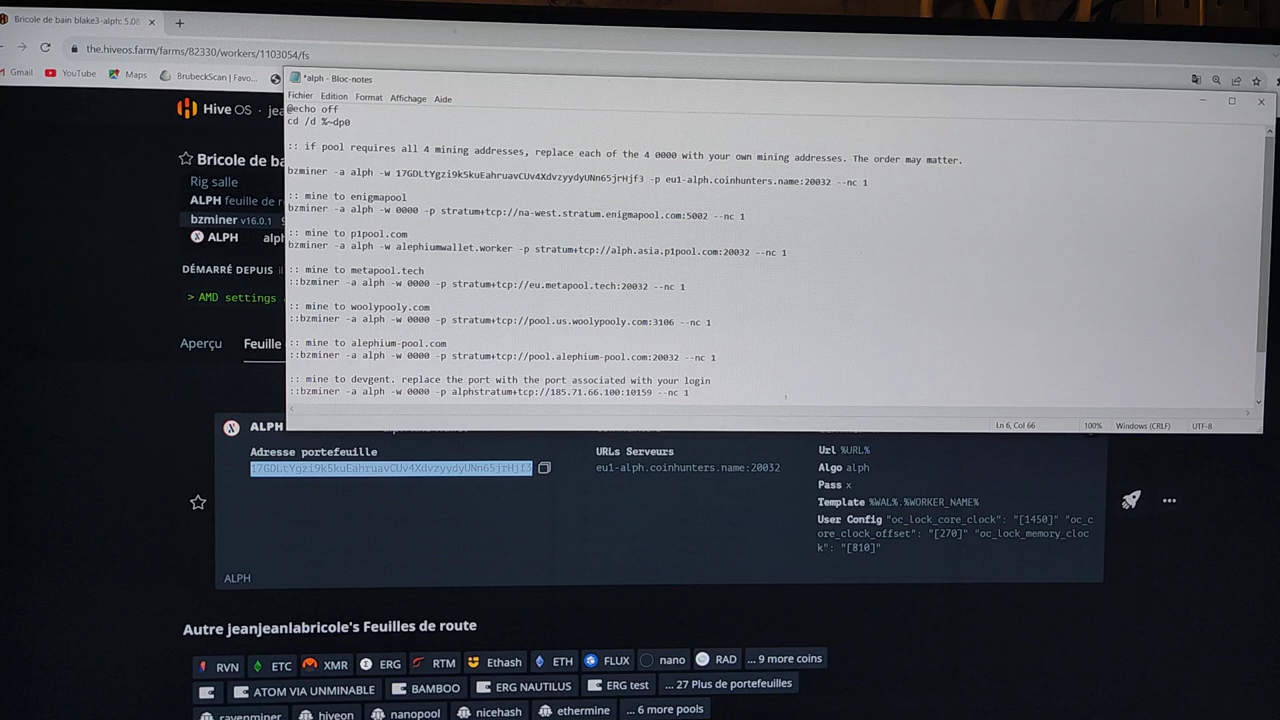 Bricole de bain blake3-alph: 5.08
the.hiveos.farm/farms/82330/workers/1103054/fs
Gmail
YouTube
Maps
BrubeckScan | Favo...
*alph - Bloc-notes
Fichier Edition Format Affichage Aide
@echo off
cd /d %~dp0
:: if pool requires all 4 mining addresses, replace each of the 4 0000 with your own mining addresses. The order may matter.
bzminer -a alph -w 17GDLtYgzi9k5kuEahruavCUv4XdvzyydyUNn65jrHjf3 -p eu1-alph.coinhunters.name:20032 --nc 1
:: mine to enigmapool
bzminer -a alph -w 0000 -p stratum+tcp://na-west.stratum.enigmapool.com:5002 --nc 1
:: mine to p1pool.com
bzminer -a alph -w alephiumwallet.worker -p stratum+tcp://alph.asia.p1pool.com:20032 --nc 1
:: mine to metapool.tech
::bzminer -a alph -w 0000 -p stratum+tcp://eu.metapool.tech:20032 --nc 1
:: mine to woolypooly.com
::bzminer -a alph -w 0000 -p stratum+tcp://pool.us.woolypooly.com:3106 --nc 1
:: mine to alephium-pool.com
::bzminer -a alph -w 0000 -p stratum+tcp://pool.alephium-pool.com:20032 --nc 1
:: mine to devgent. replace the port with the port associated with your login
::bzminer -a alph -w 0000 -p alphstratum+tcp://185.71.66.100:10159 --nc 1
Ln 6, Col 66
100%
Windows (CRLF)
UTF-8
Hive OS · jea
Bricole de ba
Rig salle
ALPH feuille de r
bzminer v16.0.1
ALPH alph
DÉMARRÉ DEPUIS
> AMD settings
Aperçu
Feuille
ALPH
Adresse portefeuille
17GDLtYgzi9k5kuEahruavCUv4XdvzyydyUNn65jrHjf3
URLs Serveurs
eu1-alph.coinhunters.name:20032
Url %URL%
Algo alph
Pass x
Template %WAL%.%WORKER_NAME%
User Config "oc_lock_core_clock": "[1450]" "oc_c
ore_clock_offset": "[270]" "oc_lock_memory_cloc
k": "[810]"
ALPH
Autre jeanjeanlabricole's Feuilles de route
RVN ETC XMR ERG RTM Ethash ETH FLUX nano RAD ... 9 more coins
ATOM VIA UNMINABLE BAMBOO ERG NAUTILUS ERG test ... 27 Plus de portefeuilles
ravenminer hiveon nanopool nicehash ethermine ... 6 more pools